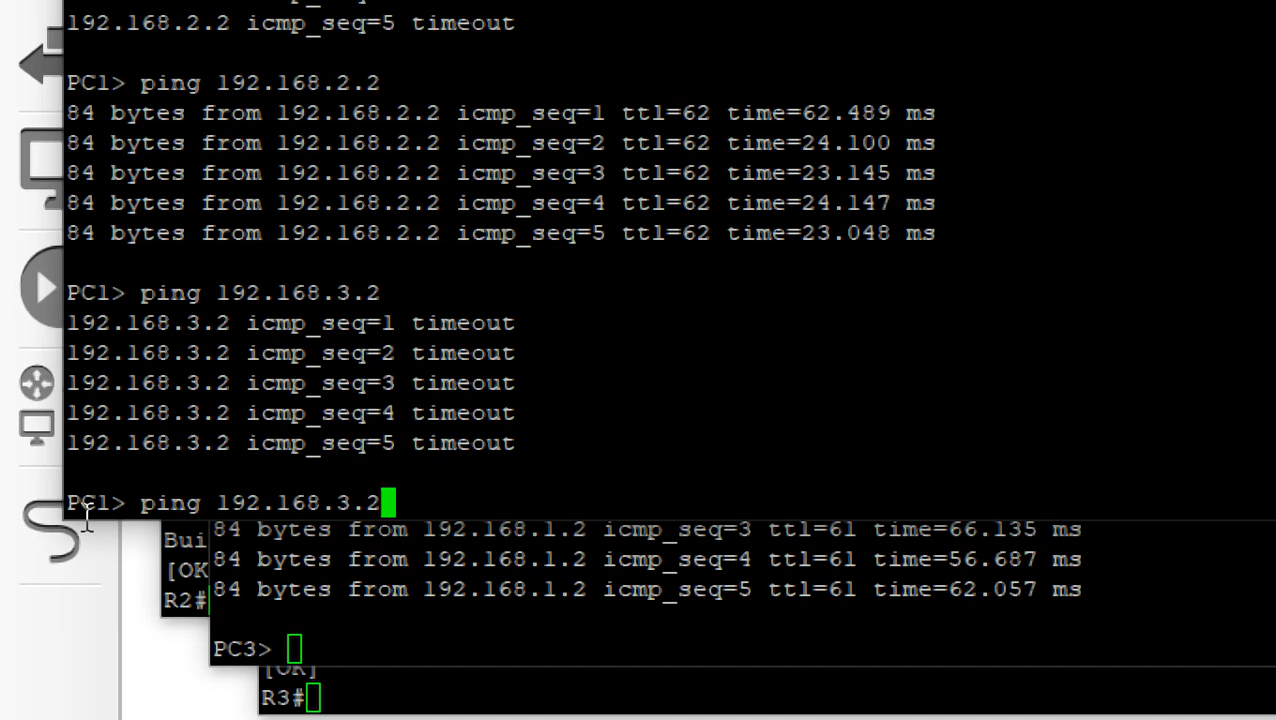 192.168.2.2 icmp_seq=5 timeout
PC1> ping 192.168.2.2
84 bytes from 192.168.2.2 icmp_seq=1 ttl=62 time=62.489 ms
84 bytes from 192.168.2.2 icmp_seq=2 ttl=62 time=24.100 ms
84 bytes from 192.168.2.2 icmp_seq=3 ttl=62 time=23.145 ms
84 bytes from 192.168.2.2 icmp_seq=4 ttl=62 time=24.147 ms
84 bytes from 192.168.2.2 icmp_seq=5 ttl=62 time=23.048 ms
PC1> ping 192.168.3.2
192.168.3.2 icmp_seq=1 timeout
192.168.3.2 icmp_seq=2 timeout
192.168.3.2 icmp_seq=3 timeout
192.168.3.2 icmp_seq=4 timeout
192.168.3.2 icmp_seq=5 timeout
PC1> ping 192.168.3.2
Bui
[OK
R2#
84 bytes from 192.168.1.2 icmp_seq=3 ttl=61 time=66.135 ms
84 bytes from 192.168.1.2 icmp_seq=4 ttl=61 time=56.687 ms
84 bytes from 192.168.1.2 icmp_seq=5 ttl=61 time=62.057 ms
PC3>
[OK]
R3#